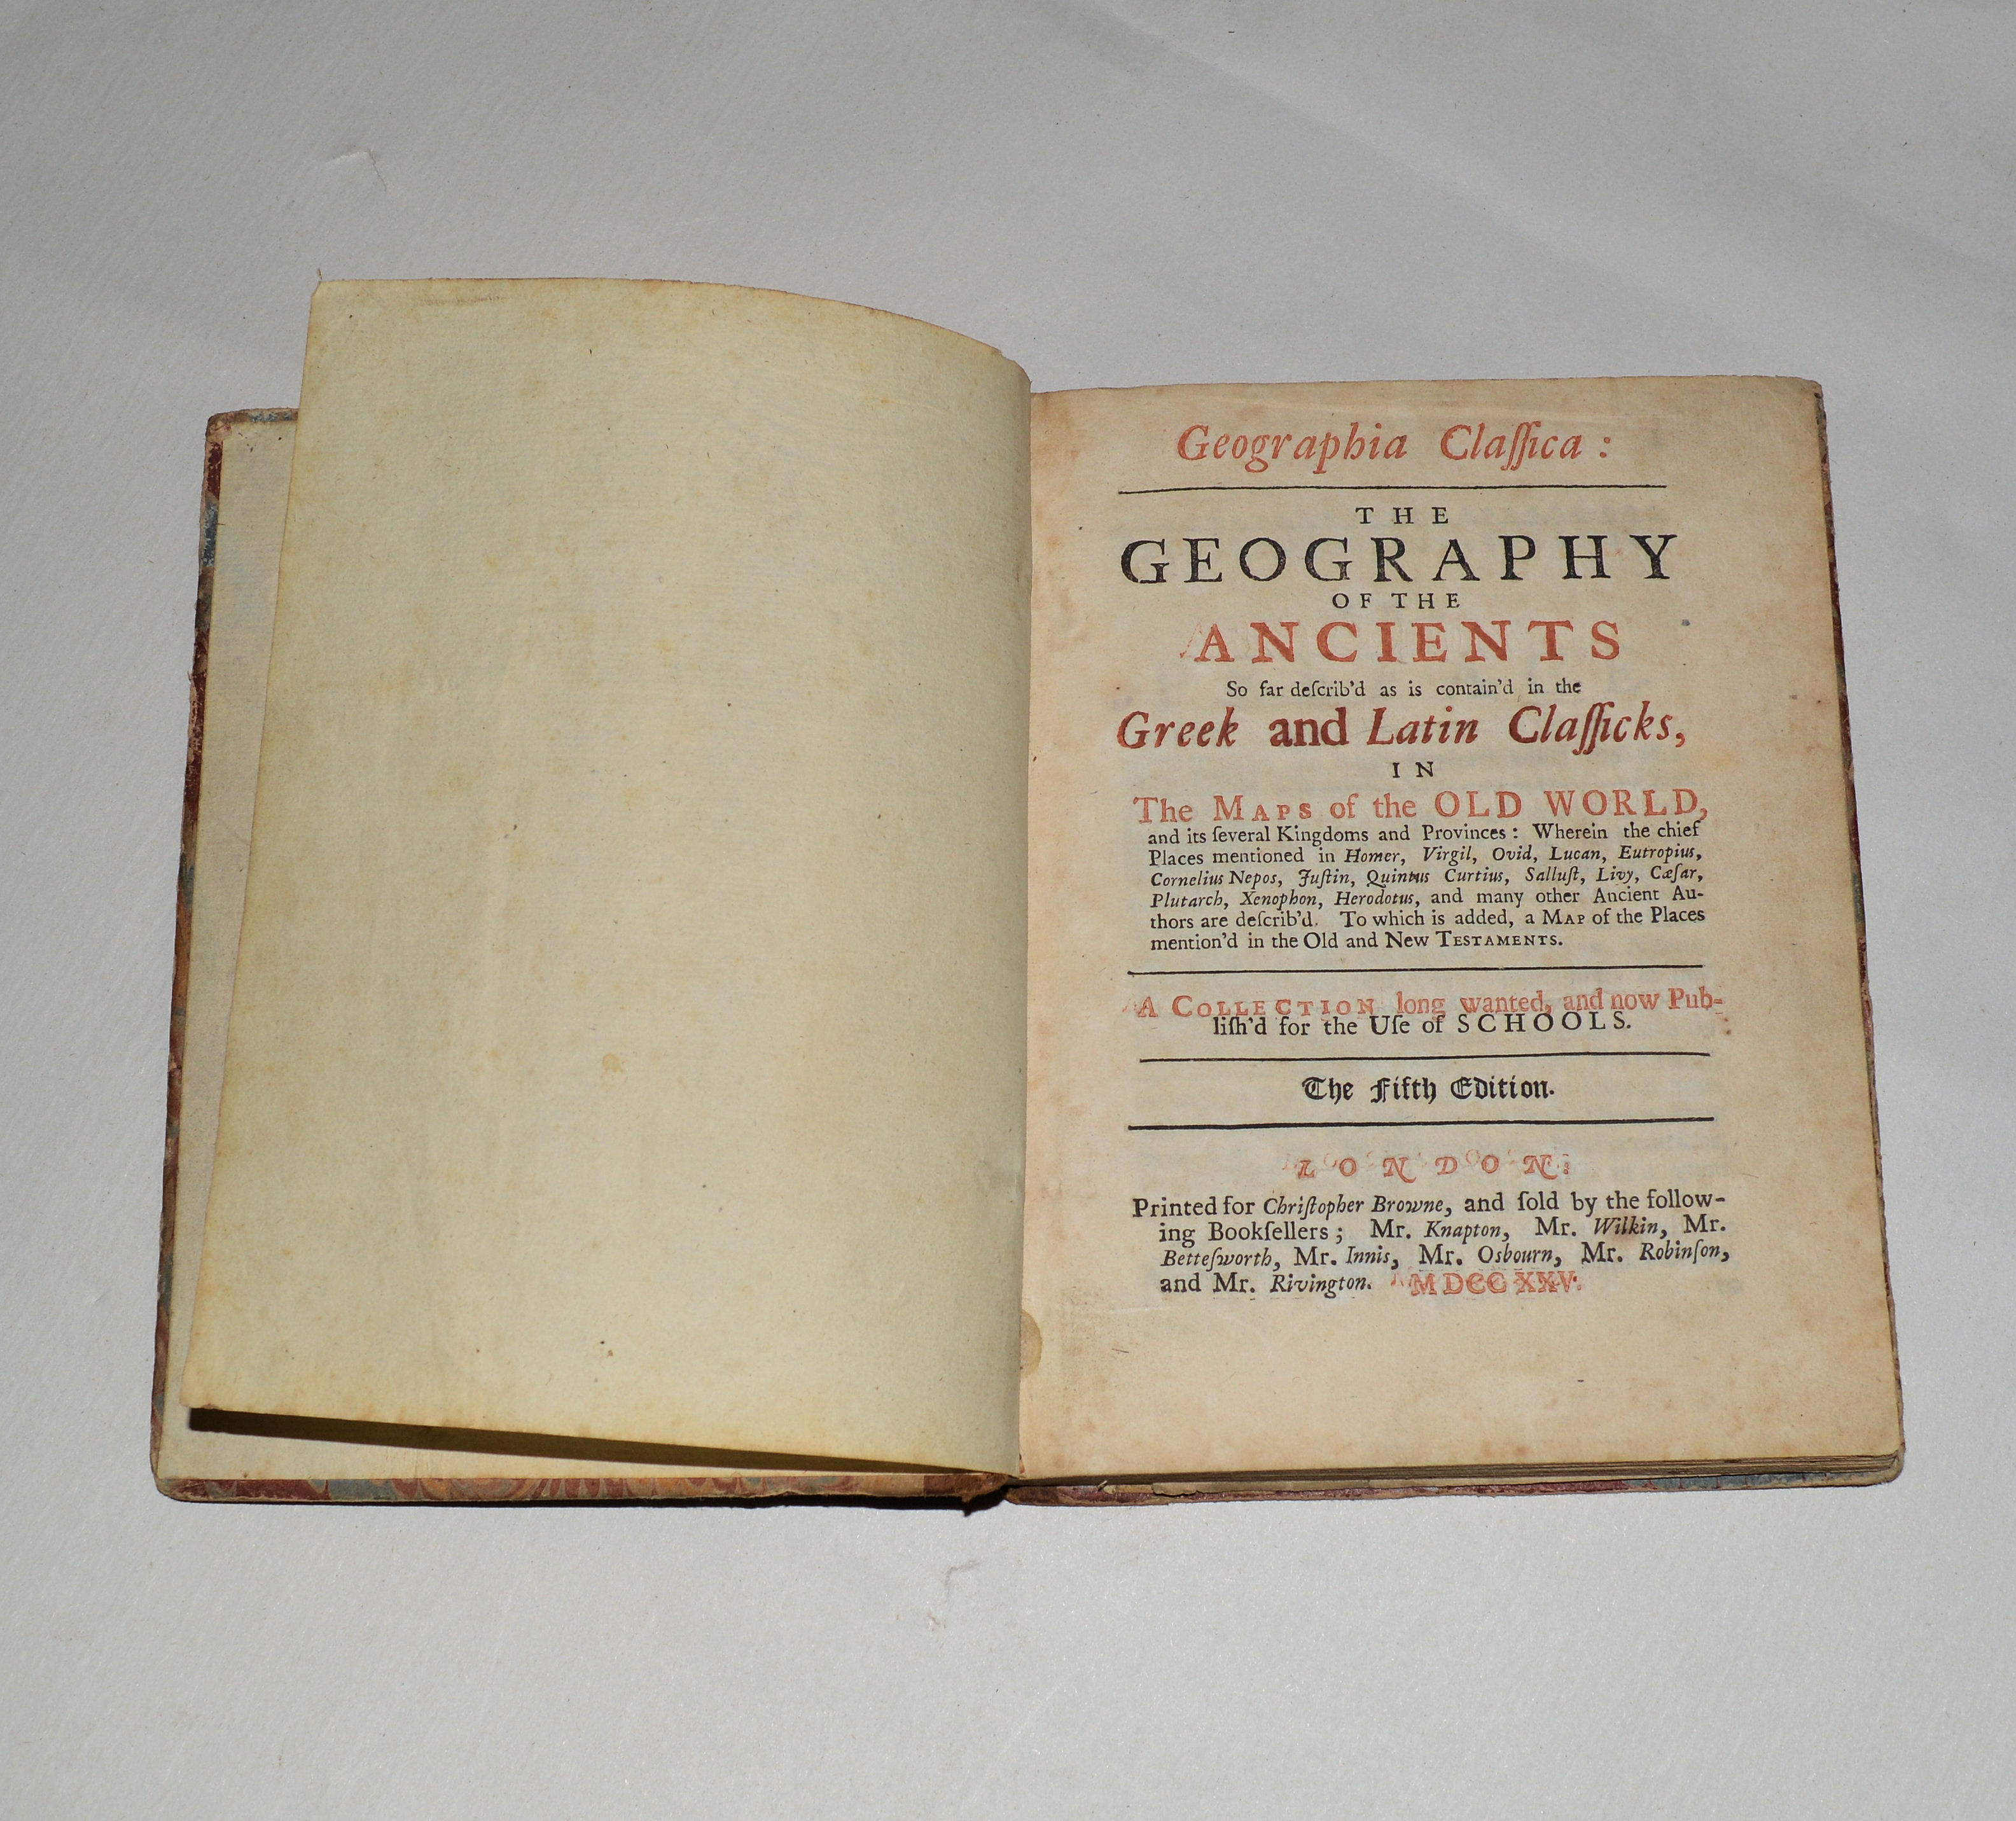 Geographia Claſſica:
THE
GEOGRAPHY
OF THE
ANCIENTS
So far deſcrib'd as is contain'd in the
Greek and Latin Claſſicks,
IN
The MAPS of the OLD WORLD,
and its ſeveral Kingdoms and Provinces: Wherein the chief
Places mentioned in Homer, Virgil, Ovid, Lucan, Eutropius,
Cornelius Nepos, Juſtin, Quintus Curtius, Salluſt, Livy, Cæſar,
Plutarch, Xenophon, Herodotus, and many other Ancient Au-
thors are deſcrib'd. To which is added, a MAP of the Places
mention'd in the Old and New TESTAMENTS.
A COLLECTION long wanted, and now Pub-
liſh'd for the Uſe of SCHOOLS.
The Fifth Edition.
LONDON:
Printed for Chriſtopher Browne, and ſold by the follow-
ing Bookſellers; Mr. Knapton, Mr. Wilkin, Mr.
Betteſworth, Mr. Innis, Mr. Osbourn, Mr. Robinſon,
and Mr. Rivington. MDCCXXV.